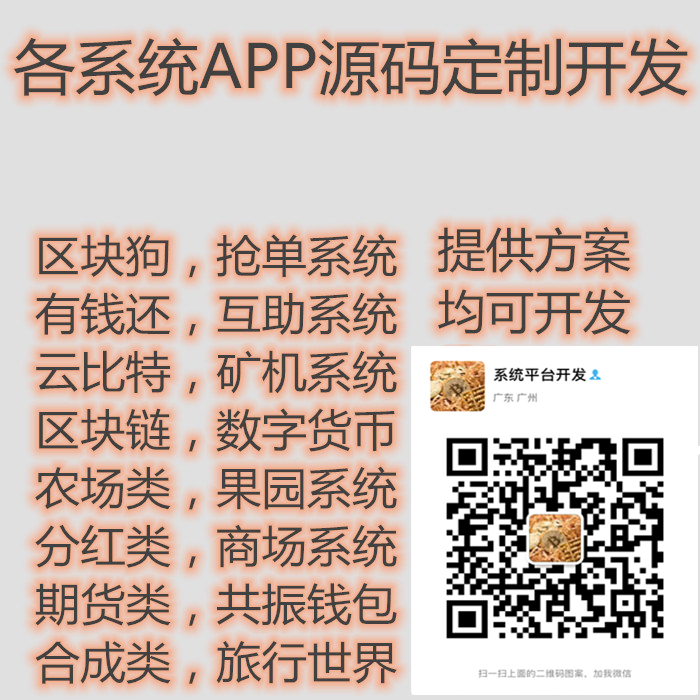 各系统APP源码定制开发
区块狗，抢单系统
有钱还，互助系统
云比特，矿机系统
区块链，数字货币
农场类，果园系统
分红类，商场系统
期货类，共振钱包
合成类，旅行世界
提供方案
均可开发
系统平台开发
广东 广州
扫一扫上面的二维码图案，加我微信